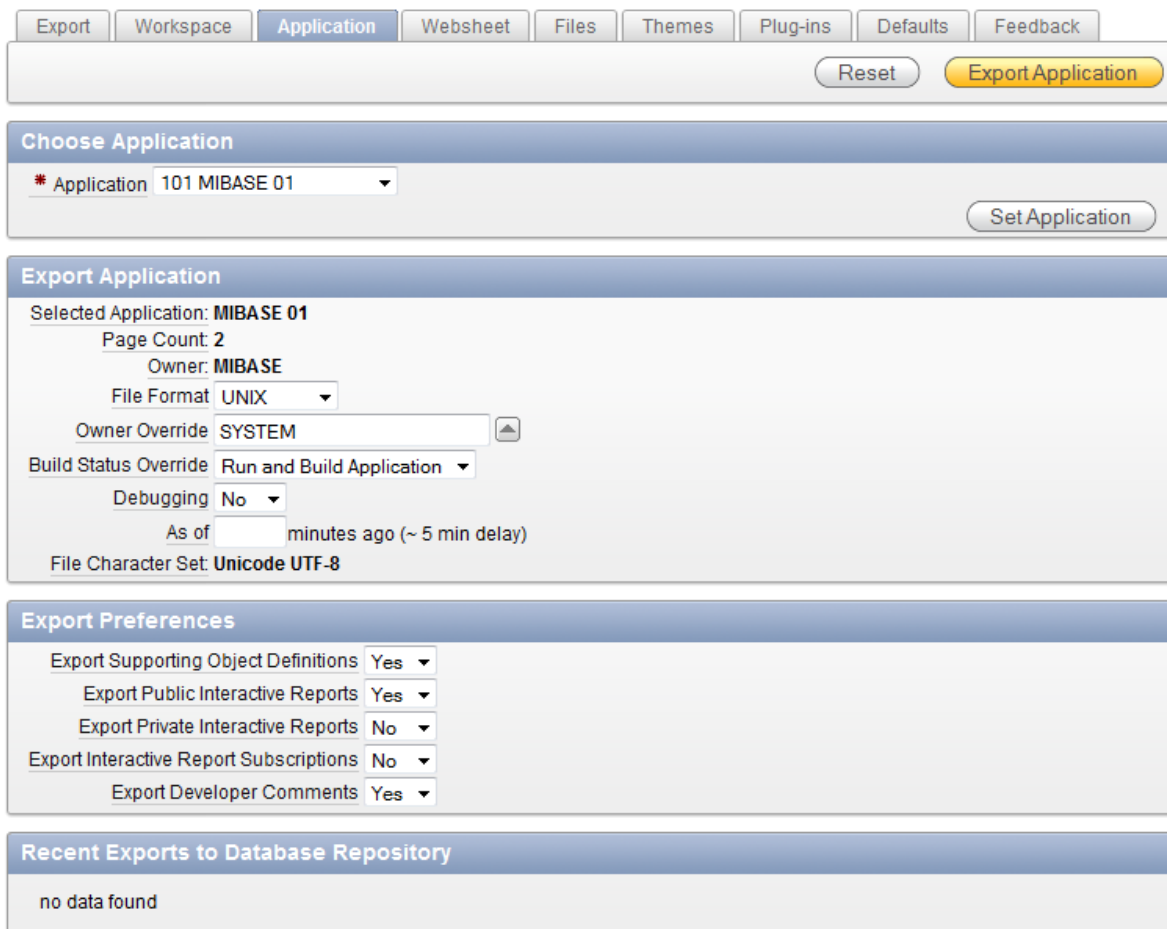 Export Workspace Application Websheet Files Themes Plug-ins Defaults Feedback
Reset Export Application
Choose Application
* Application 101 MIBASE 01
Set Application
Export Application
Selected Application: MIBASE 01
Page Count: 2
Owner: MIBASE
File Format UNIX
Owner Override SYSTEM
Build Status Override Run and Build Application
Debugging No
As of minutes ago (~ 5 min delay)
File Character Set: Unicode UTF-8
Export Preferences
Export Supporting Object Definitions Yes
Export Public Interactive Reports Yes
Export Private Interactive Reports No
Export Interactive Report Subscriptions No
Export Developer Comments Yes
Recent Exports to Database Repository
no data found